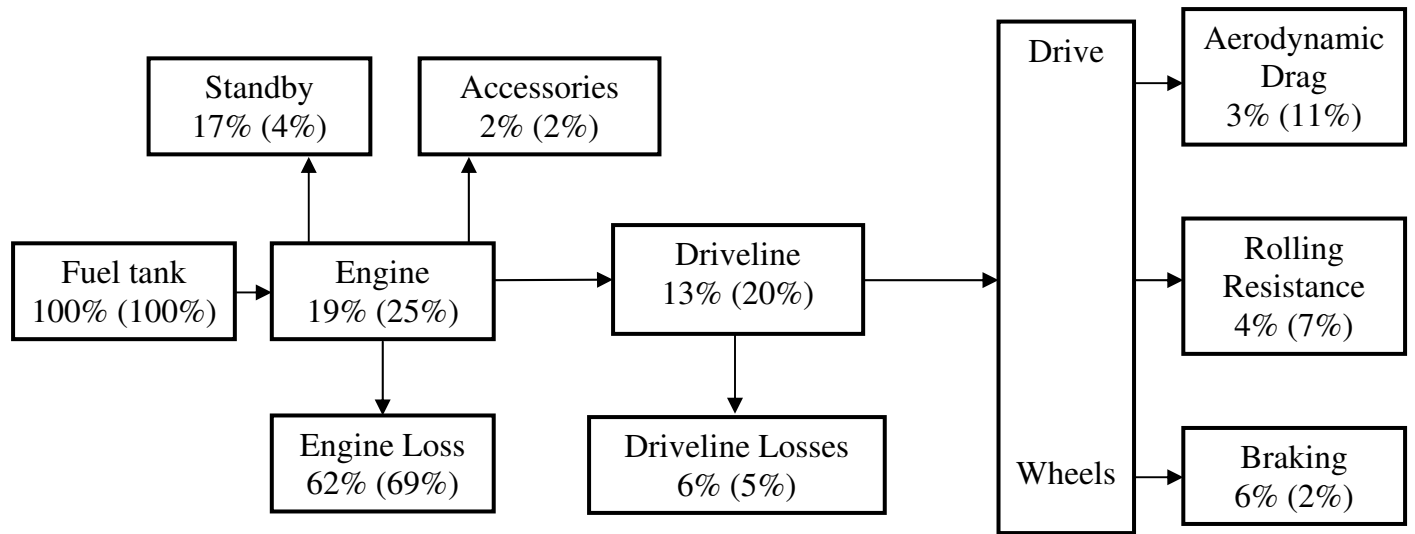 Standby
17% (4%)
Accessories
2% (2%)
Drive
Wheels
Aerodynamic
Drag
3% (11%)
Fuel tank
100% (100%)
Engine
19% (25%)
Driveline
13% (20%)
Rolling
Resistance
4% (7%)
Engine Loss
62% (69%)
Driveline Losses
6% (5%)
Braking
6% (2%)